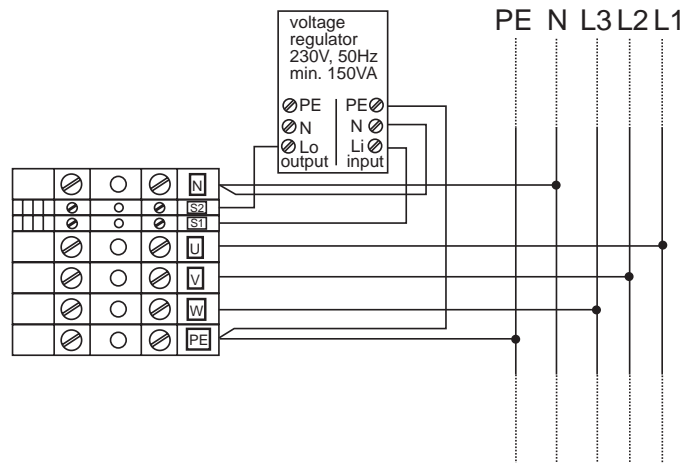 PE N L3 L2 L1
voltage
regulator
230V, 50Hz
min. 150VA
PE PE
N N
Lo Li
output input
N
S2
S1
U
V
W
PE